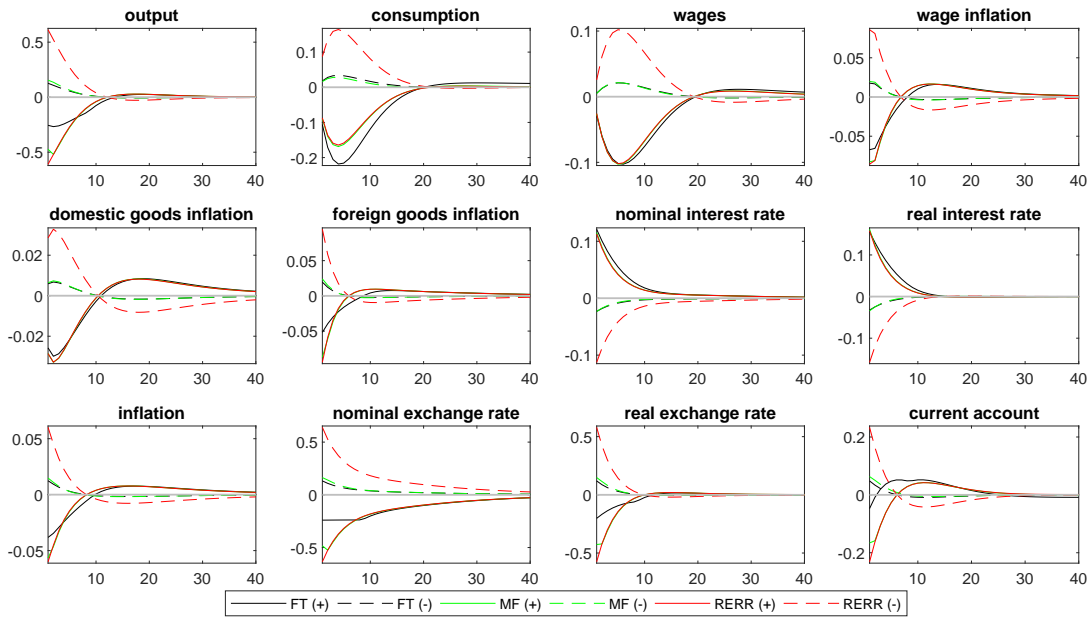 output consumption wages wage inflation
0.5 0.1 0.1 0.05
0 0 0 0
-0.5 -0.1 -0.1 -0.05
-0.2
10 20 30 40 10 20 30 40 10 20 30 40 10 20 30 40
domestic goods inflation foreign goods inflation nominal interest rate real interest rate
0.02 0.05 0.1 0.1
0 0 0 0
-0.02 -0.05 -0.1 -0.1
10 20 30 40 10 20 30 40 10 20 30 40 10 20 30 40
inflation nominal exchange rate real exchange rate current account
0.05 0.5 0.5 0.2
0 0 0 0
-0.05 -0.5 -0.5 -0.2
10 20 30 40 10 20 30 40 10 20 30 40 10 20 30 40
FT (+) FT (-) MF (+) MF (-) RERR (+) RERR (-)